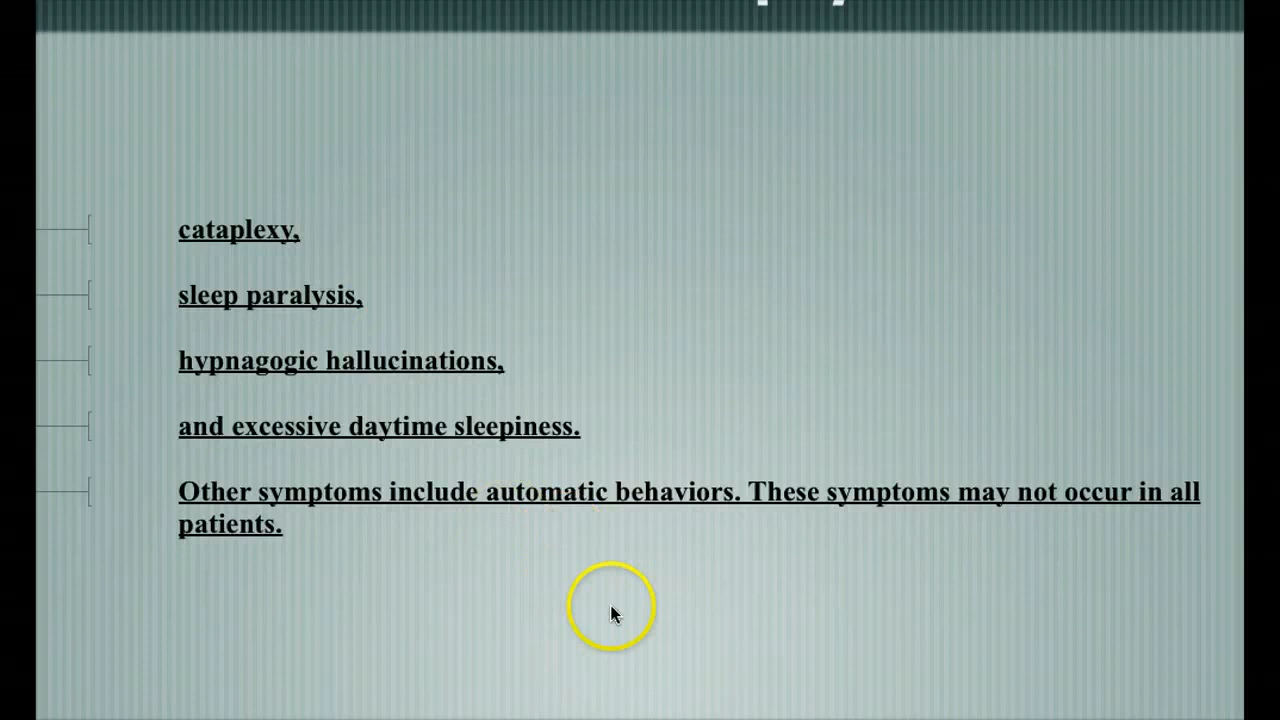 cataplexy,
sleep paralysis,
hypnagogic hallucinations,
and excessive daytime sleepiness.
Other symptoms include automatic behaviors. These symptoms may not occur in all
patients.